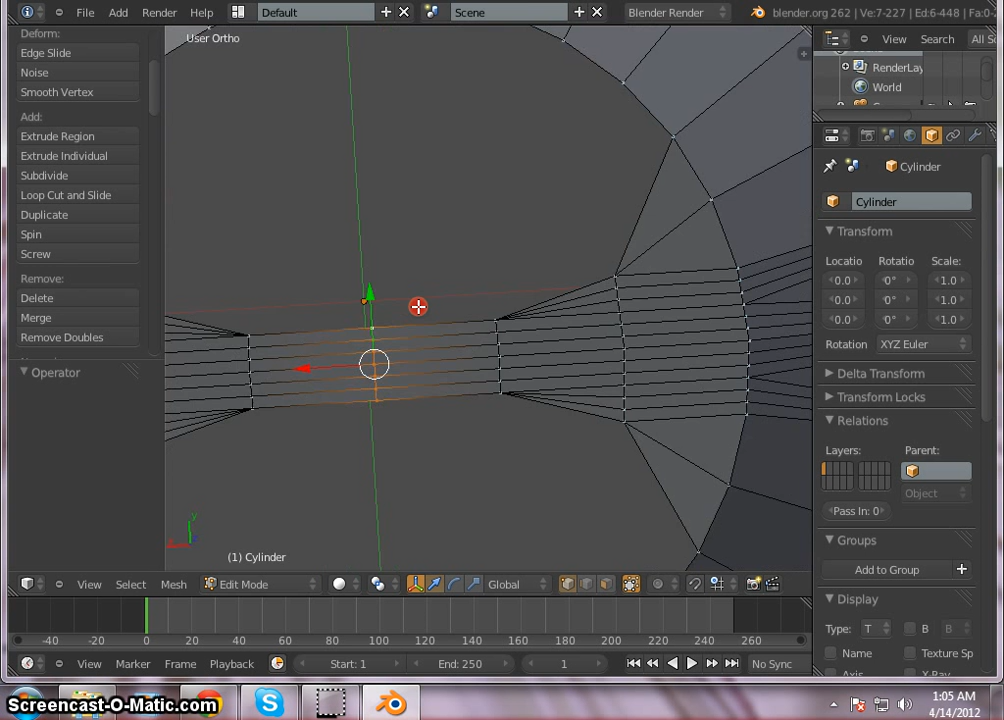 File Add Render Help Default Scene Blender Render blender.org 262 | Ve:7-227 | Ed:6-448 | Fa:0-
Deform:
Edge Slide
Noise
Smooth Vertex
Add:
Extrude Region
Extrude Individual
Subdivide
Loop Cut and Slide
Duplicate
Spin
Screw
Remove:
Delete
Merge
Remove Doubles
Operator
User Ortho
(1) Cylinder
View Search All S
RenderLay
World
Cylinder
Cylinder
Transform
Locatio Rotatio Scale:
0.0 0° 1.0
0.0 0° 1.0
0.0 0° 1.0
Rotation XYZ Euler
Delta Transform
Transform Locks
Relations
Layers: Parent:
Object
Pass In: 0
Groups
Add to Group
Display
Type: T B B
Name Texture Sp
View Select Mesh Edit Mode Global
-40 -20 0 20 40 60 80 100 120 140 160 180 200 220 240 260
View Marker Frame Playback Start: 1 End: 250 1 No Sync
Screencast-O-Matic.com
1:05 AM
4/14/2012